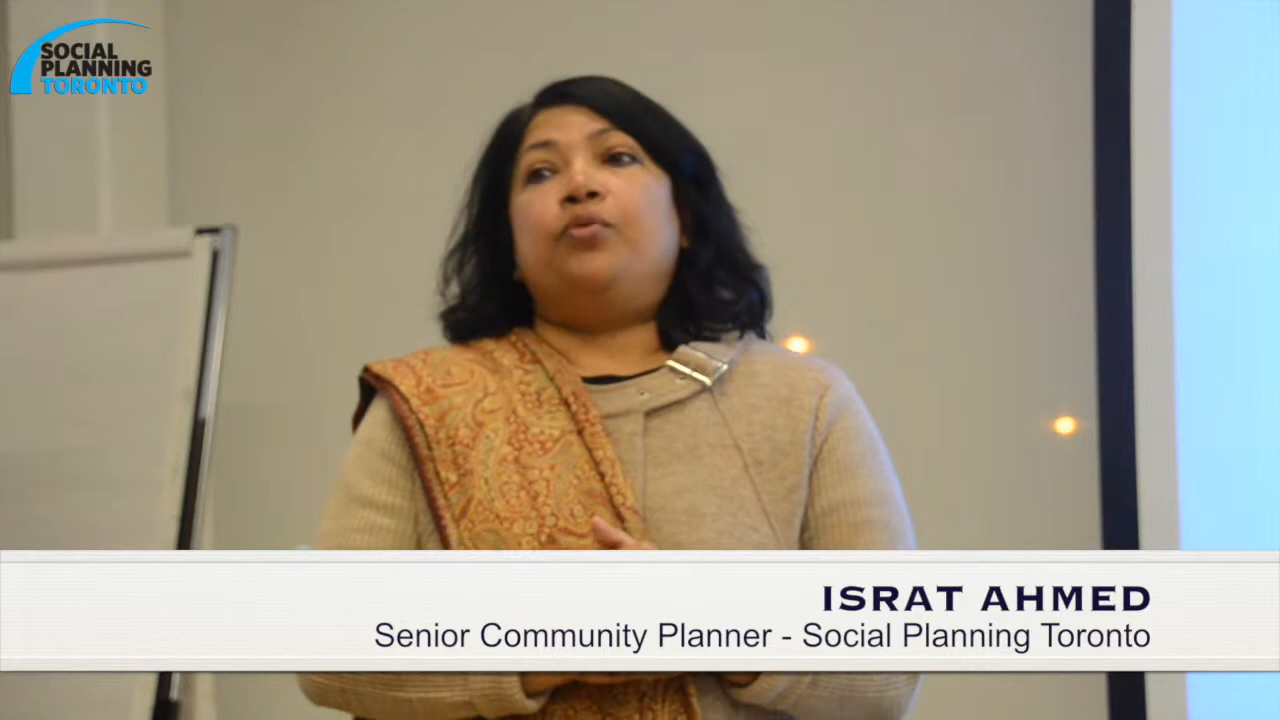 SOCIAL
PLANNING
TORONTO
ISRAT AHMED
Senior Community Planner - Social Planning Toronto